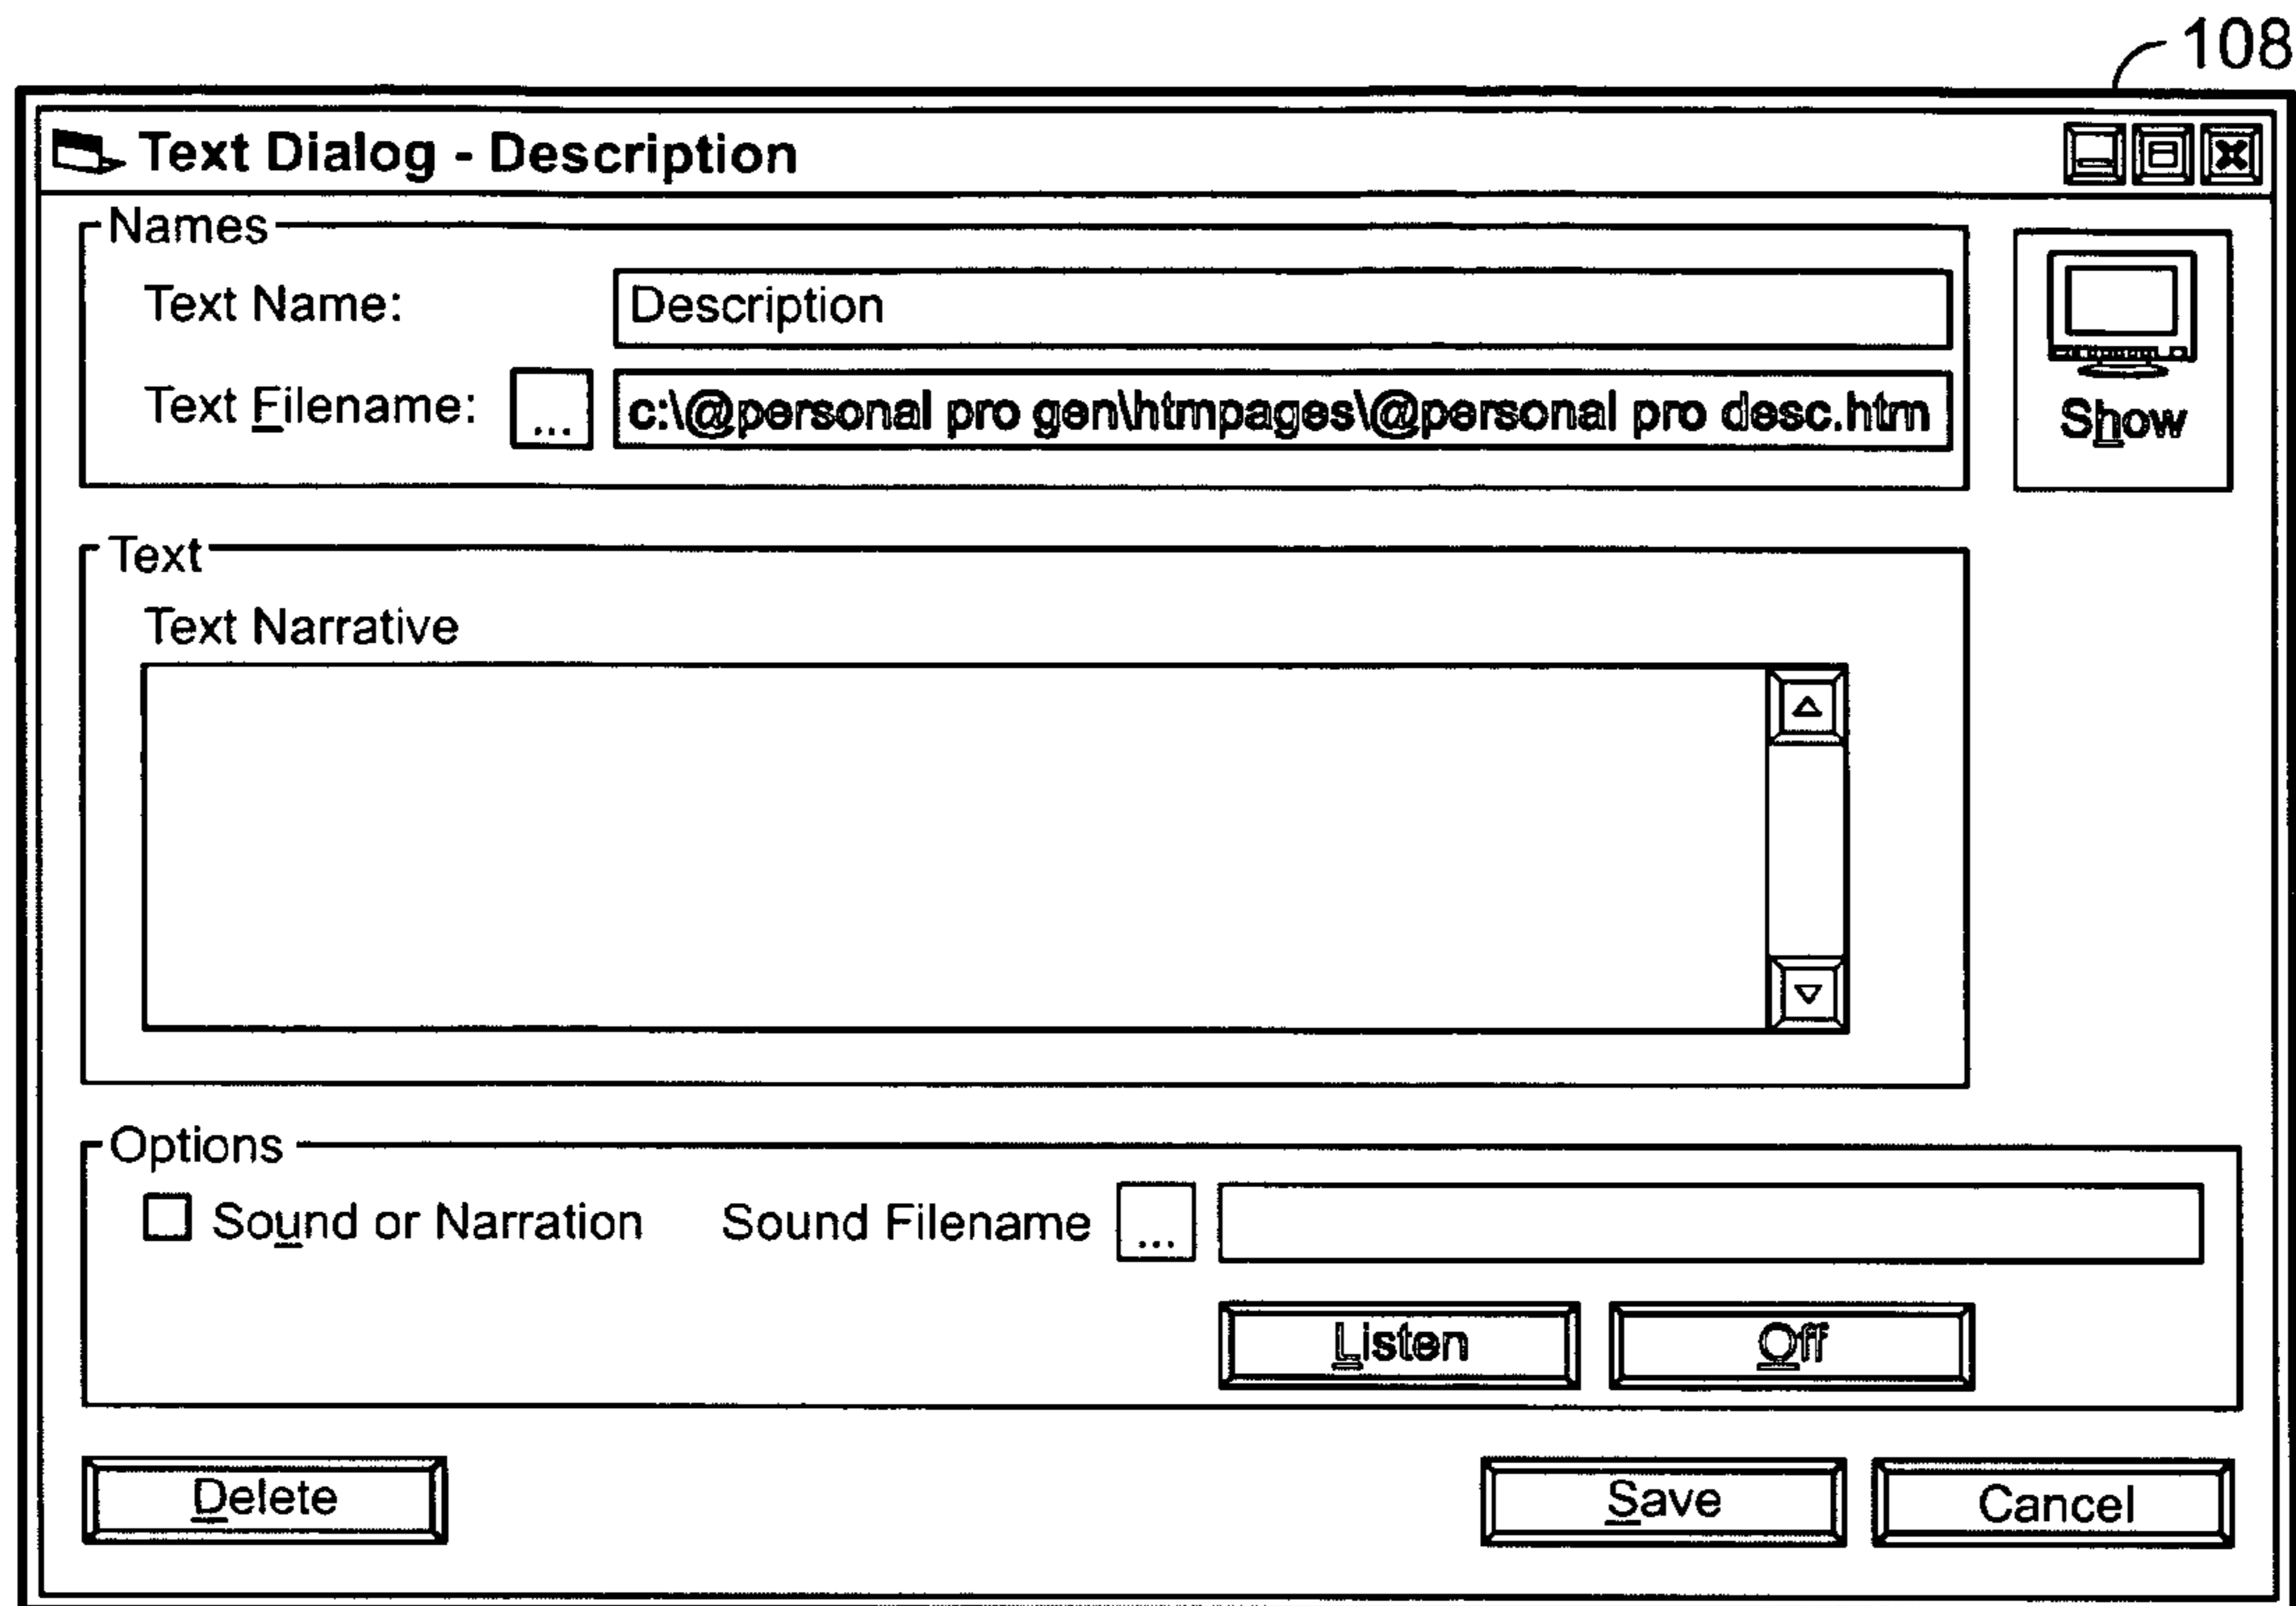 108
Text Dialog - Description
Names
Text Name: Description
Text Filename: ... c:\@personal pro gen\htmpages\@personal pro desc.htm
Show
Text
Text Narrative
Options
Sound or Narration Sound Filename ...
Listen Off
Delete Save Cancel